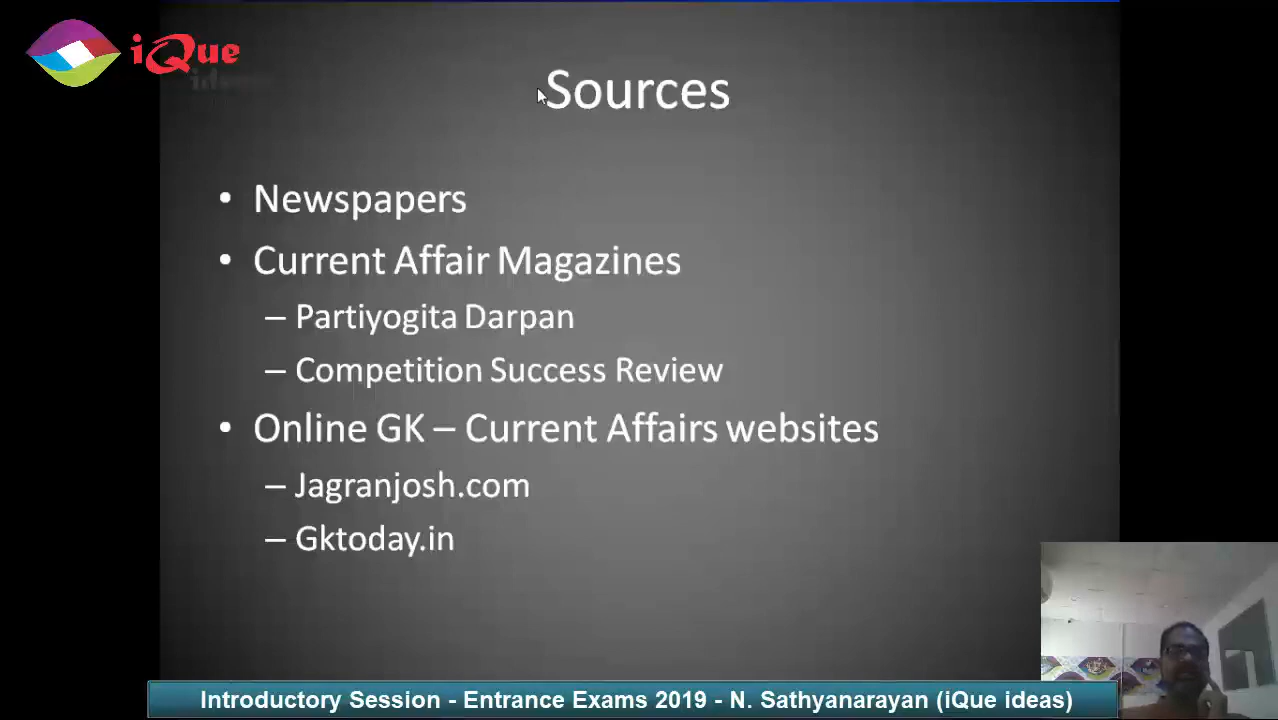 iQue
ideas
Sources
• Newspapers
• Current Affair Magazines
– Partiyogita Darpan
– Competition Success Review
• Online GK – Current Affairs websites
– Jagranjosh.com
– Gktoday.in
Introductory Session - Entrance Exams 2019 - N. Sathyanarayan (iQue ideas)